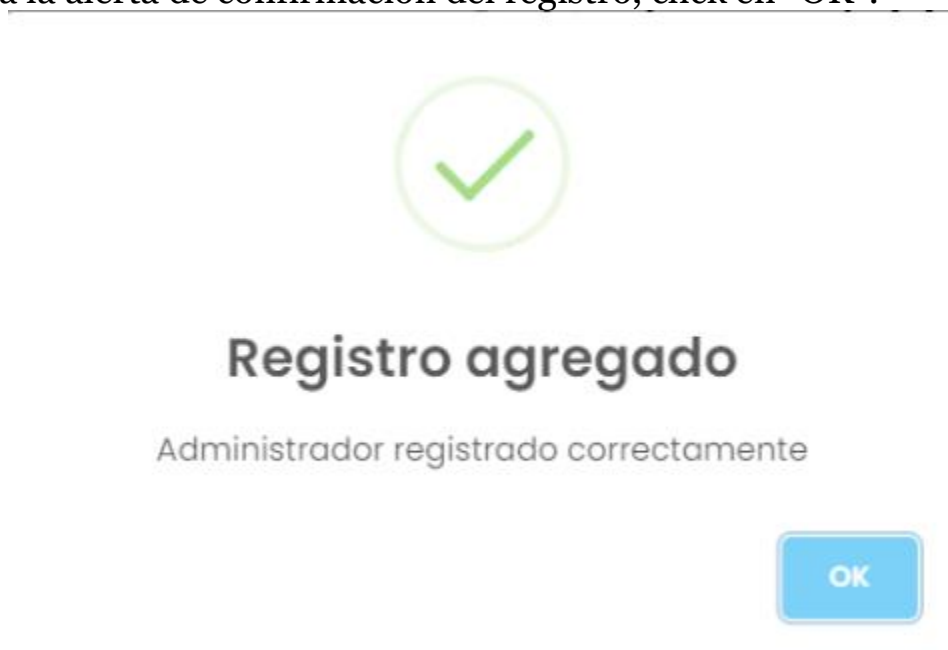 a la alerta de confirmación del registro, click en "OK".
Registro agregado
Administrador registrado correctamente
OK